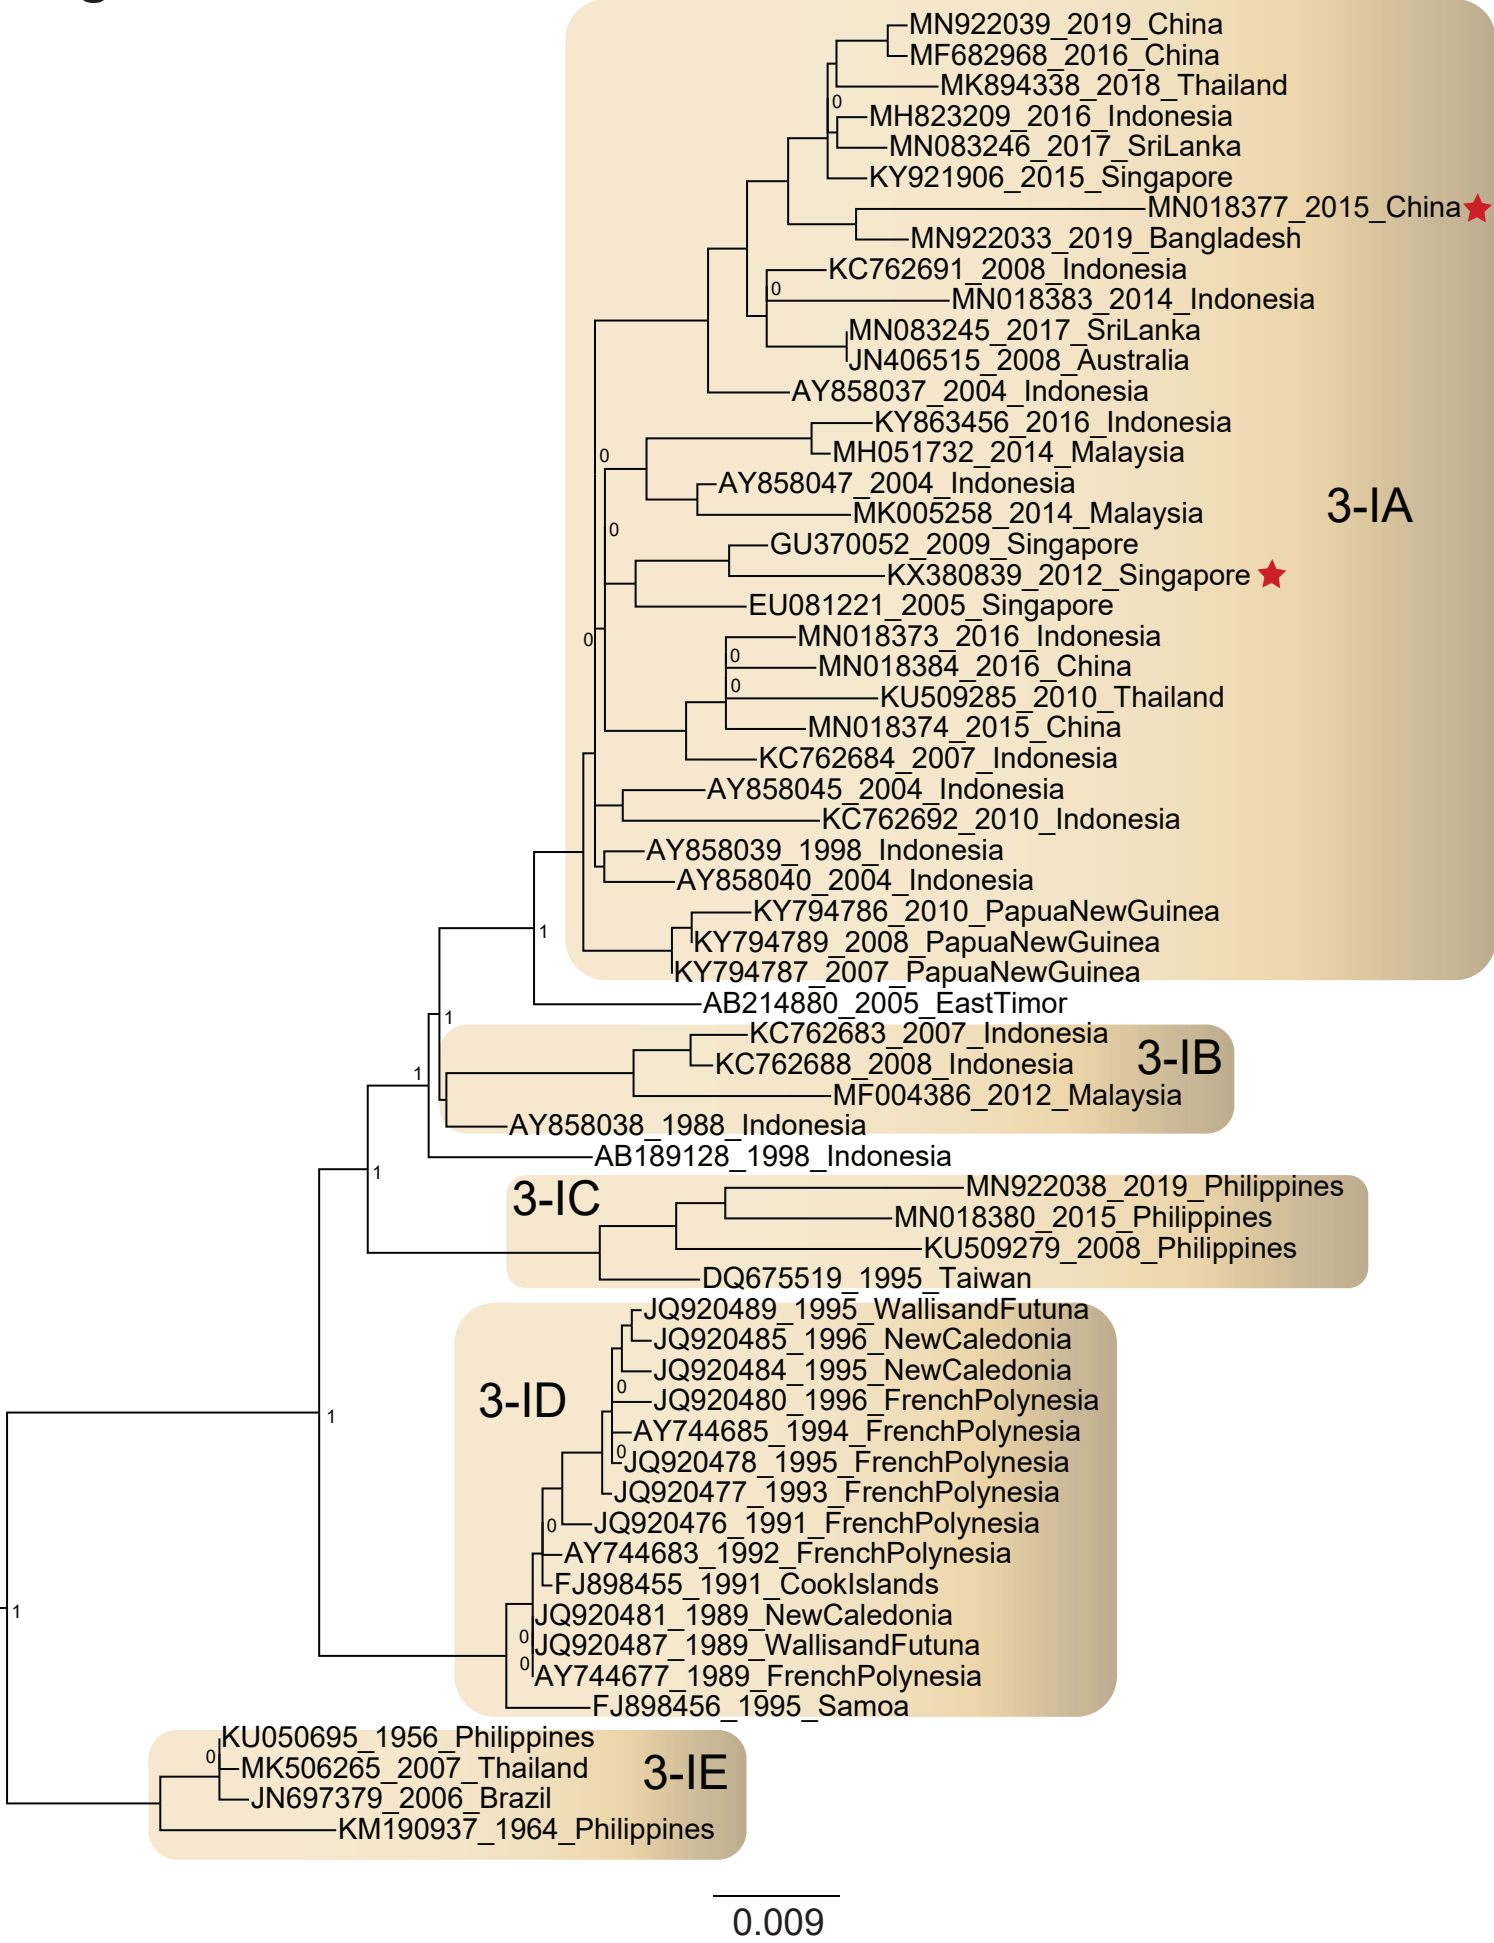 MN922039_2019_China
MF682968_2016_China
MK894338_2018_Thailand
0
MH823209_2016_Indonesia
MN083246_2017_SriLanka
KY921906_2015_Singapore
MN018377_2015_China
MN922033_2019_Bangladesh
KC762691_2008_Indonesia
0
MN018383_2014_Indonesia
MN083245_2017_SriLanka
JN406515_2008_Australia
AY858037_2004_Indonesia
KY863456_2016_Indonesia
0
MH051732_2014_Malaysia
AY858047_2004_Indonesia
3-IA
MK005258_2014_Malaysia
0
GU370052_2009_Singapore
KX380839_2012_Singapore
EU081221_2005_Singapore
0
MN018373_2016_Indonesia
0
MN018384_2016_China
0
KU509285_2010_Thailand
MN018374_2015_China
KC762684_2007_Indonesia
AY858045_2004_Indonesia
KC762692_2010_Indonesia
AY858039_1998_Indonesia
AY858040_2004_Indonesia
KY794786_2010_PapuaNewGuinea
1
KY794789_2008_PapuaNewGuinea
KY794787_2007_PapuaNewGuinea
AB214880_2005_EastTimor
1
KC762683_2007_Indonesia
3-IB
KC762688_2008_Indonesia
1
MF004386_2012_Malaysia
AY858038_1988_Indonesia
AB189128_1998_Indonesia
1
MN922038_2019_Philippines
3-IC
MN018380_2015_Philippines
KU509279_2008_Philippines
DQ675519_1995_Taiwan
JQ920489_1995_WallisandFutuna
JQ920485_1996_NewCaledonia
JQ920484_1995_NewCaledonia
0
3-ID
JQ920480_1996_FrenchPolynesia
1
AY744685_1994_FrenchPolynesia
0
JQ920478_1995_FrenchPolynesia
JQ920477_1993_FrenchPolynesia
0
JQ920476_1991_FrenchPolynesia
AY744683_1992_FrenchPolynesia
FJ898455_1991_CookIslands
1
JQ920481_1989_NewCaledonia
0
JQ920487_1989_WallisandFutuna
0
AY744677_1989_FrenchPolynesia
FJ898456_1995_Samoa
KU050695_1956_Philippines
0
MK506265_2007_Thailand
3-IE
JN697379_2006_Brazil
KM190937_1964_Philippines
0.009